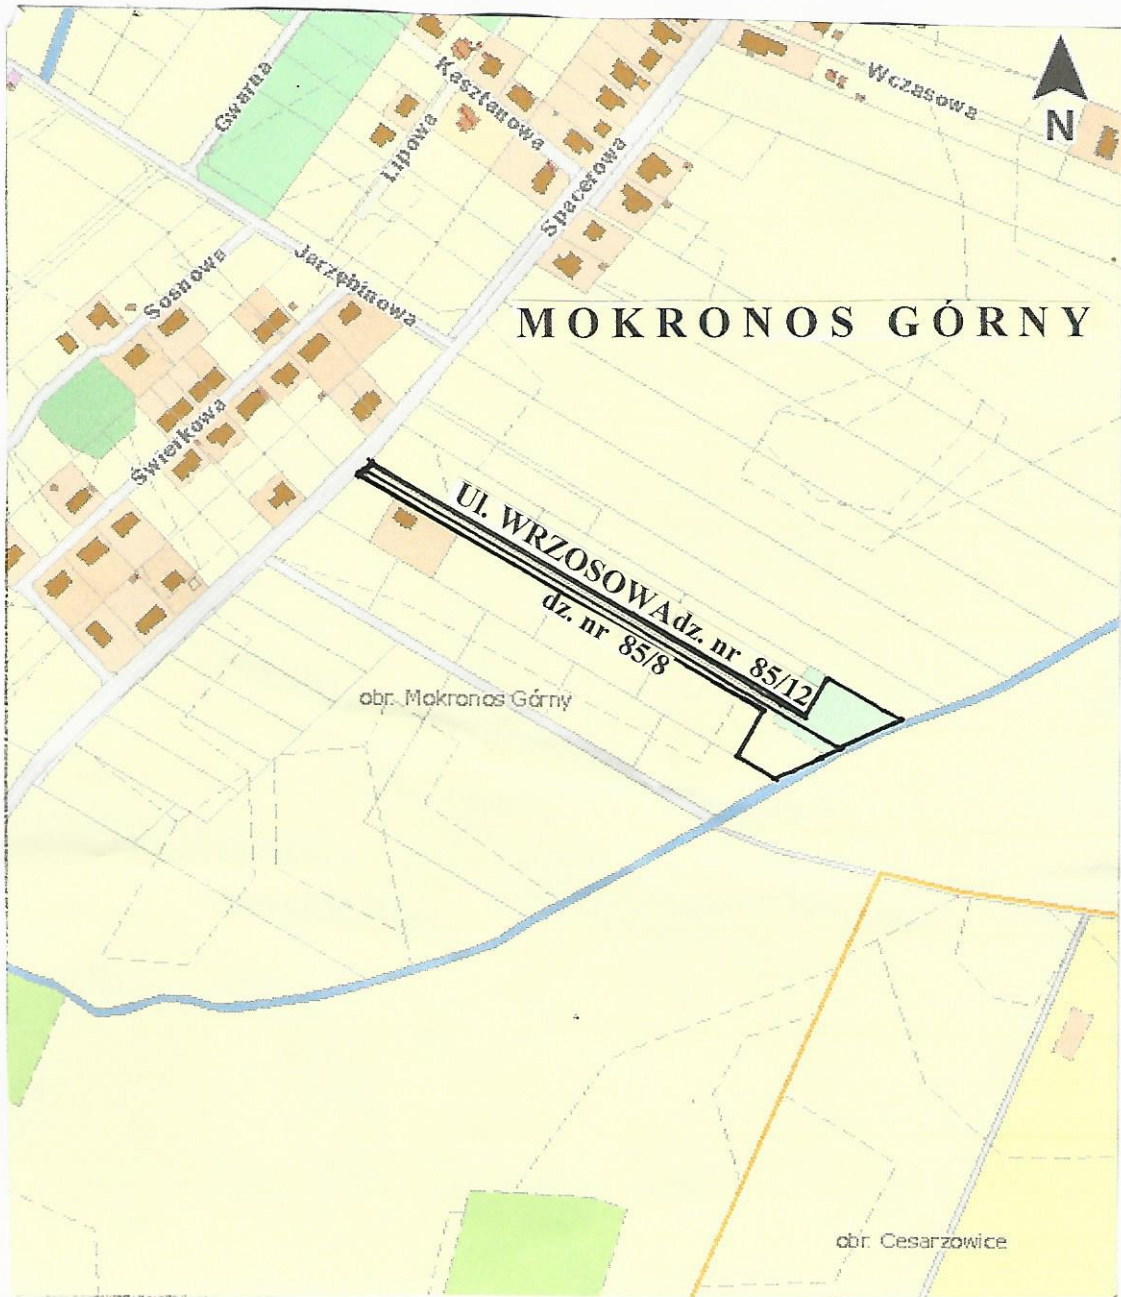 Gwarna
Kasztanowa
Wczasowa
N
Lipowa
Spacerowa
Sosnowa
Jarzębinowa
MOKRONOS GÓRNY
Świerkowa
Ul. WRZOSOWA dz. nr 85/12
dz. nr 85/8
obr. Mokronos Górny
obr. Cesarzowice